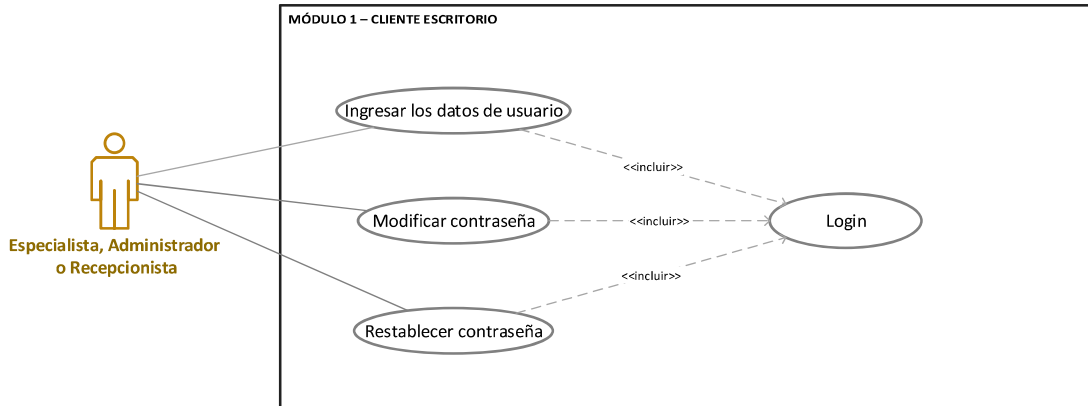 MÓDULO 1 – CLIENTE ESCRITORIO
Ingresar los datos de usuario
<<incluir>>
Especialista, Administrador
o Recepcionista
Modificar contraseña
<<incluir>>
Login
<<incluir>>
Restablecer contraseña